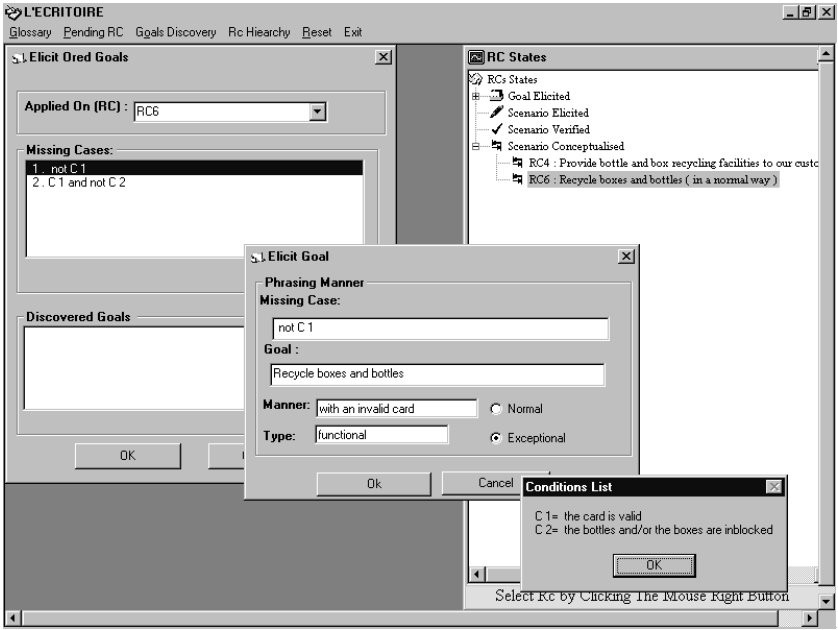 L'ECRITOIRE
Glossary Pending RC Goals Discovery Rc Hiearchy Reset Exit
Elicit Ored Goals
Applied On (RC) : RC6
Missing Cases:
1 . not C 1
2 . C 1 and not C 2
Discovered Goals
OK
RC States
RCs States
Goal Elicited
Scenario Elicited
Scenario Verified
Scenario Conceptualised
RC4 : Provide bottle and box recycling facilities to our custo
RC6 : Recycle boxes and bottles ( in a normal way )
Elicit Goal
Phrasing Manner
Missing Case:
not C 1
Goal :
Recycle boxes and bottles
Manner: with an invalid card Normal
Type: functional Exceptional
Ok Cancel
Conditions List
C 1= the card is valid
C 2= the bottles and/or the boxes are inblocked
OK
Select Rc by Clicking The Mouse Right Button